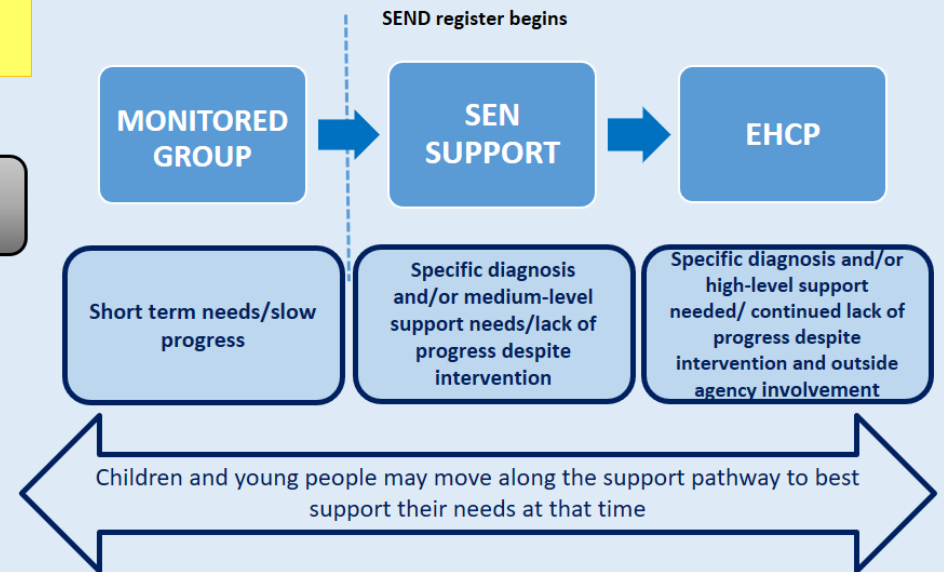 SEND register begins
MONITORED
GROUP
SEN
SUPPORT
EHCP
Short term needs/slow
progress
Specific diagnosis
and/or medium-level
support needs/lack of
progress despite
intervention
Specific diagnosis and/or
high-level support
needed/ continued lack of
progress despite
intervention and outside
agency involvement
Children and young people may move along the support pathway to best
support their needs at that time